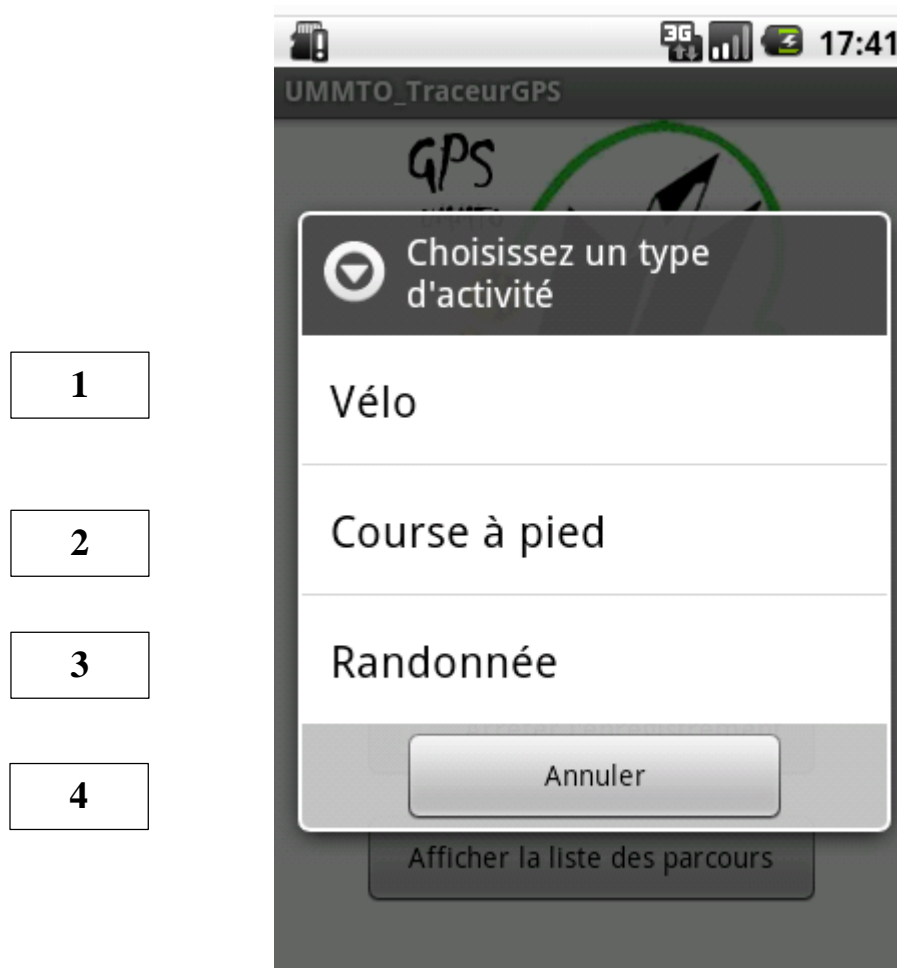 17:41
UMMTO_TraceurGPS
GPS
UMMTO
Choisissez un type
d'activité
1
Vélo
2
Course à pied
3
Randonnée
4
Annuler
Afficher la liste des parcours